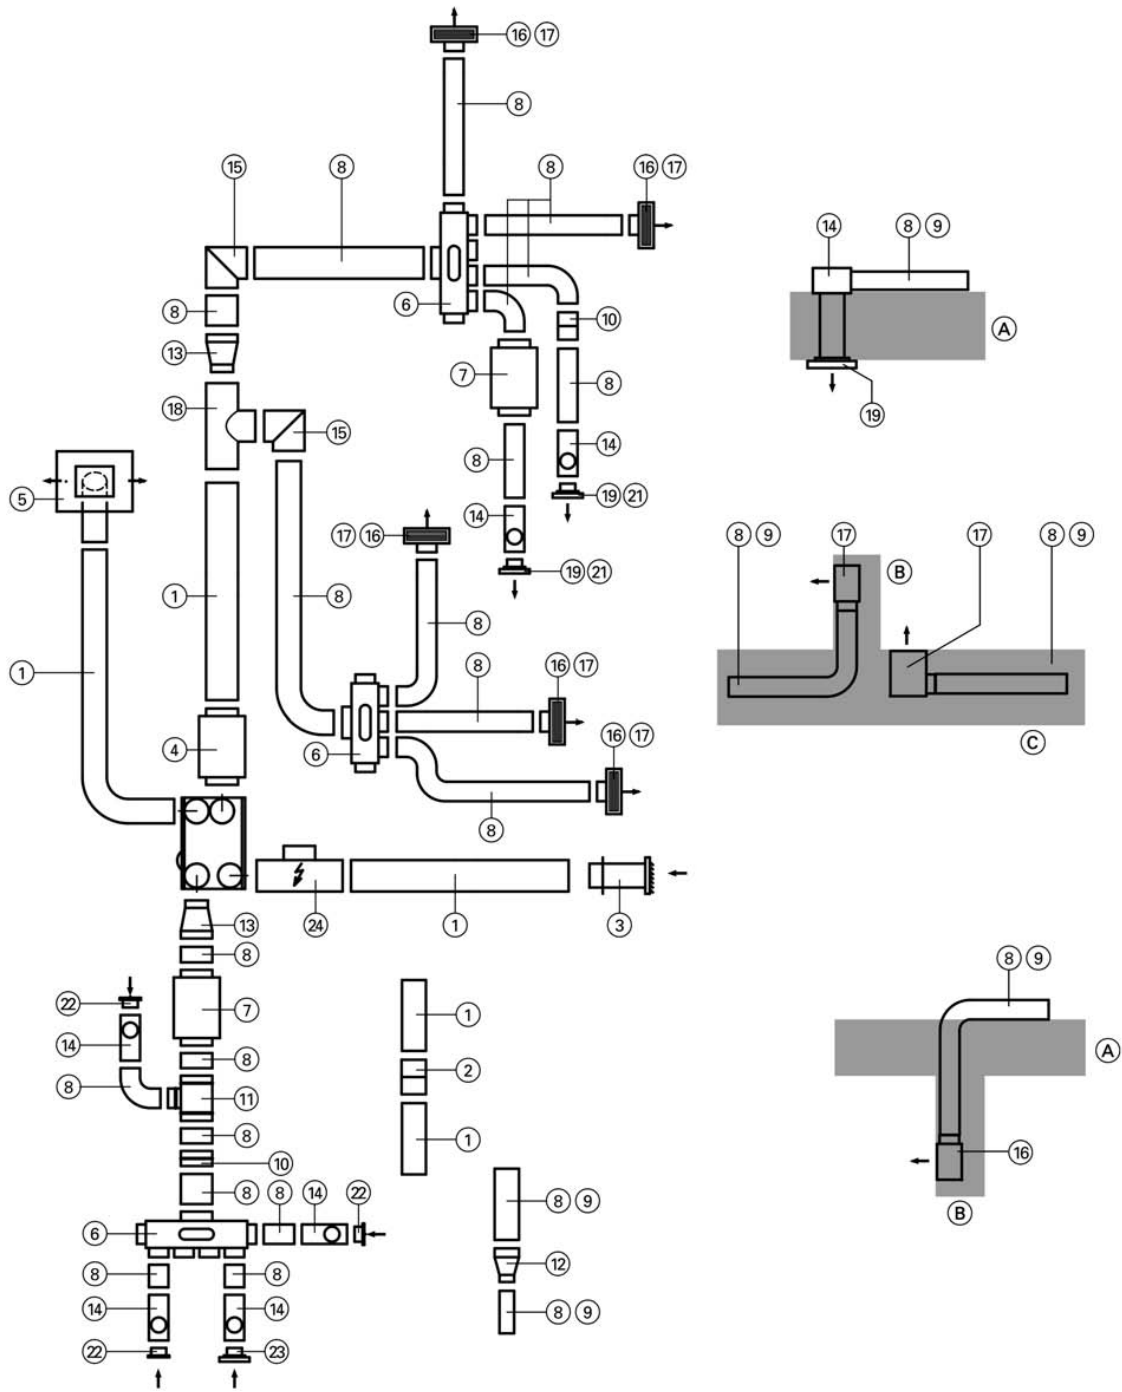 16 17
8
15 8 8 16 17
14 8 9
8 6 10 A
13 7 8
18 15 19
8 14
5 14 19 21
17 16 8 9 17 17 8 9
19 21 B
1 8
8
1 8 16 17
4 6 16 17 C
8
13 24 1 3
8 8 9
22 7 1
14 8 2 A
8 11
8 1
10 16
8 8 14 22 8 9 B
6
8 8 12
14 14 8 9
22 23